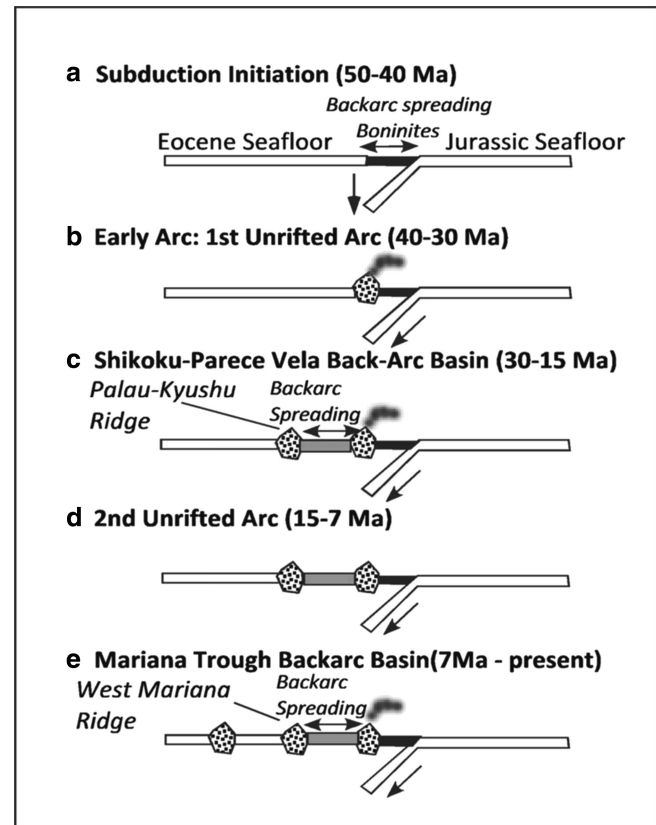 a Subduction Initiation (50-40 Ma)
Backarc spreading
Boninites
Eocene Seafloor
Jurassic Seafloor
b Early Arc: 1st Unrifted Arc (40-30 Ma)
c Shikoku-Parece Vela Back-Arc Basin (30-15 Ma)
Palau-Kyushu
Ridge
Backarc
Spreading
d 2nd Unrifted Arc (15-7 Ma)
e Mariana Trough Backarc Basin(7Ma - present)
West Mariana
Ridge
Backarc
Spreading